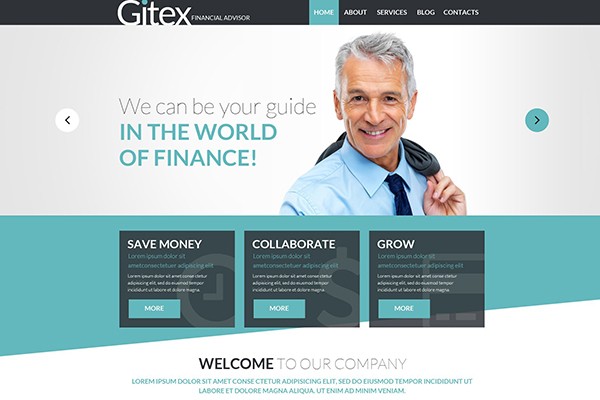 Gitex FINANCIAL ADVISOR
HOME ABOUT SERVICES BLOG CONTACTS
We can be your guide
IN THE WORLD
OF FINANCE!
SAVE MONEY
Lorem ipsum dolor sit
ametconsectetuer adipiscing elit
Lorem ipsum dolor sit amet conse ctetur
adipisicing elit, sed do eiusmod tempor
incididunt ut labore et dolore magna.
MORE
COLLABORATE
Lorem ipsum dolor sit
ametconsectetuer adipiscing elit
Lorem ipsum dolor sit amet conse ctetur
adipisicing elit, sed do eiusmod tempor
incididunt ut labore et dolore magna.
MORE
GROW
Lorem ipsum dolor sit
ametconsectetuer adipiscing elit
Lorem ipsum dolor sit amet conse ctetur
adipisicing elit, sed do eiusmod tempor
incididunt ut labore et dolore magna.
MORE
WELCOME TO OUR COMPANY
LOREM IPSUM DOLOR SIT AMET CONSE CTETUR ADIPISICING ELIT, SED DO EIUSMOD TEMPOR INCIDIDUNT UT
LABORE ET DOLORE MAGNA ALIQUA. UT ENIM AD MINIM VENIAM.